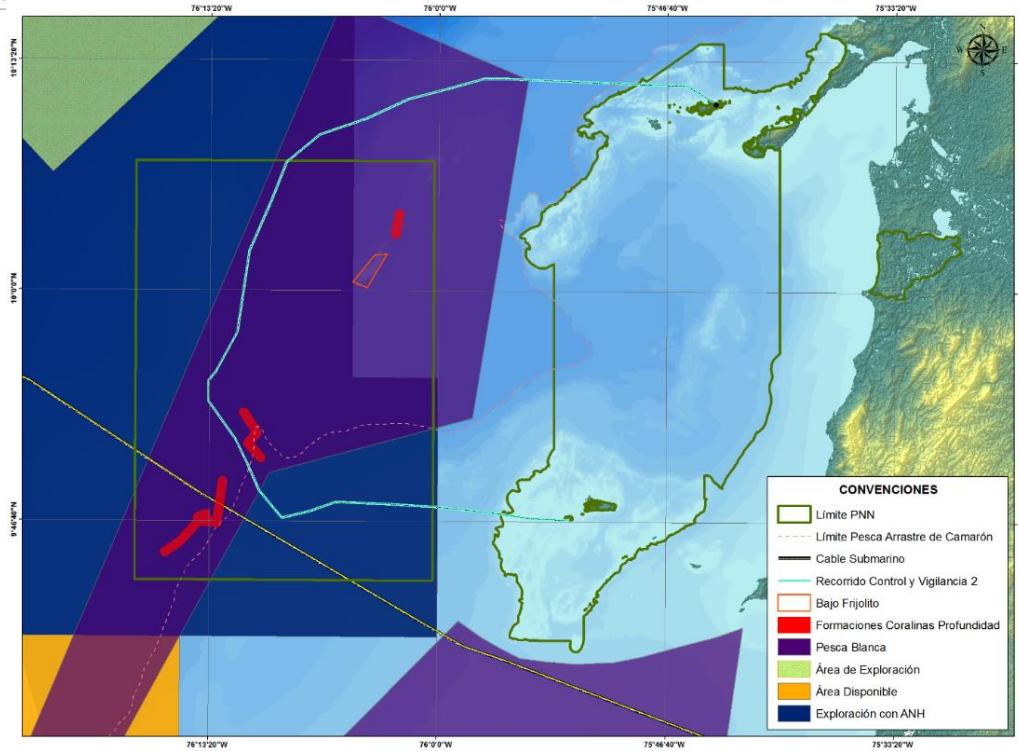 76°13'20"W 76°0'0"W 75°46'40"W 75°33'20"W
N
W E
S
10°13'20"N
10°0'0"N
9°46'40"N
CONVENCIONES
Límite PNN
Límite Pesca Arrastre de Camarón
Cable Submarino
Recorrido Control y Vigilancia 2
Bajo Frijolito
Formaciones Coralinas Profundidad
Pesca Blanca
Área de Exploración
Área Disponible
Exploración con ANH
76°13'20"W 76°0'0"W 75°46'40"W 75°33'20"W